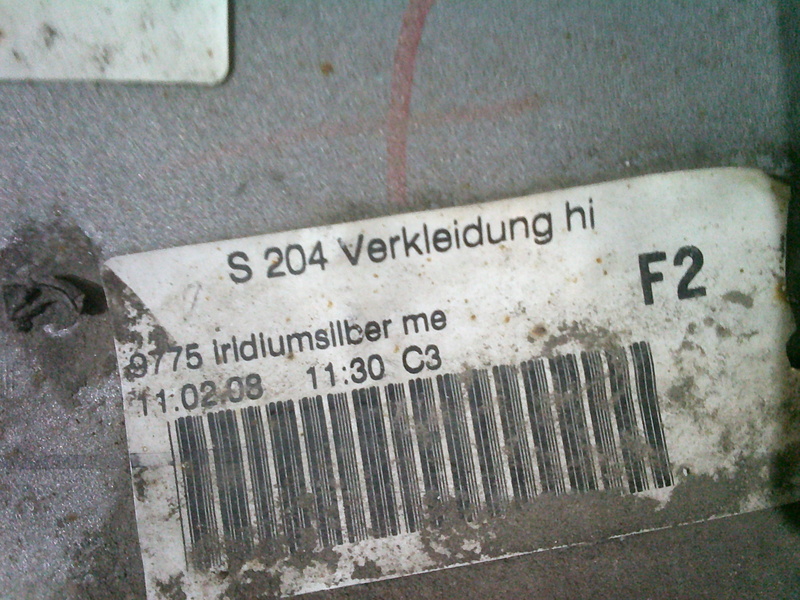 S 204 Verkleidung hi
F2
9775 iridiumsilber me
11.02.08 11:30 C3